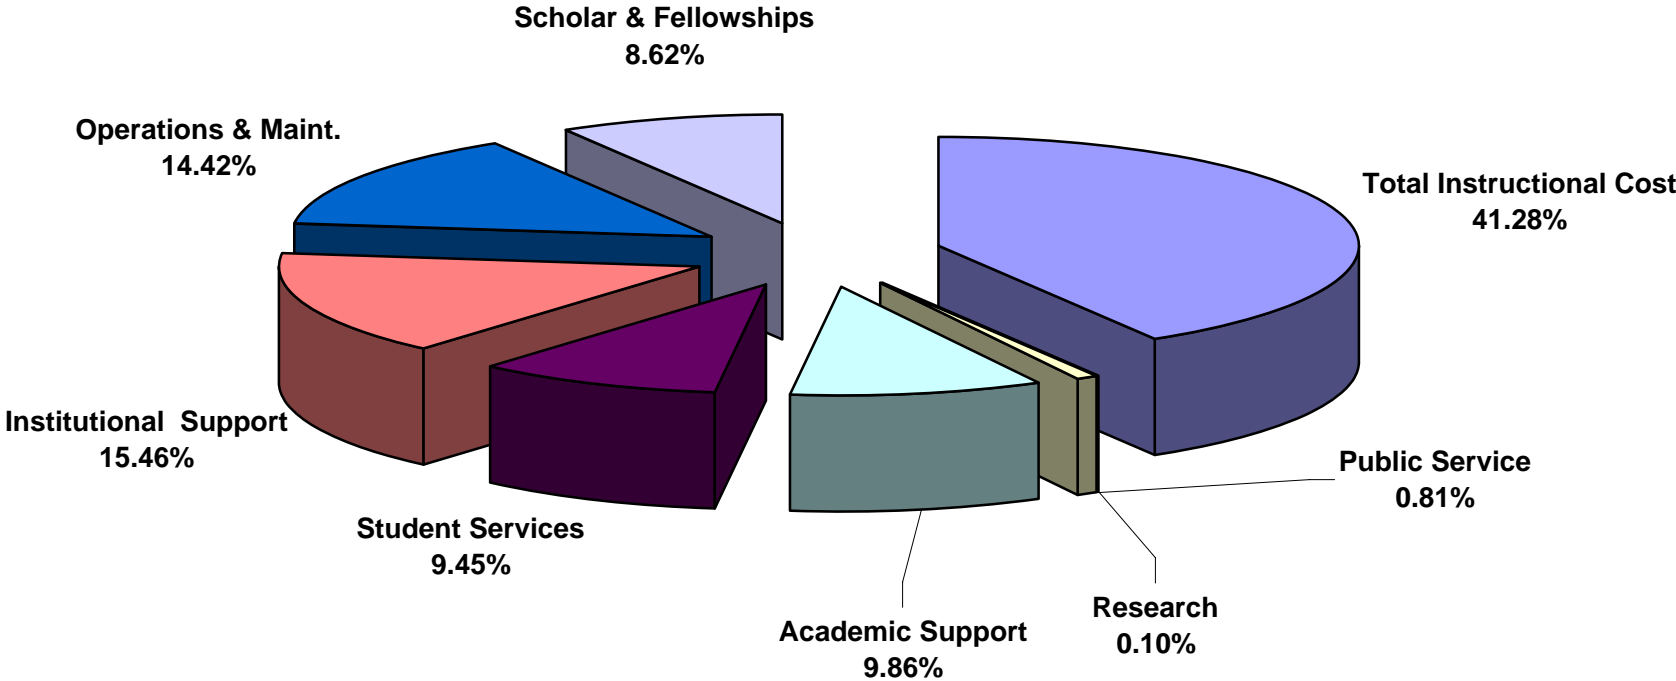 Scholar & Fellowships
8.62%
Operations & Maint.
14.42%
Total Instructional Cost
41.28%
Institutional  Support
15.46%
Public Service
0.81%
Student Services
9.45%
Research
0.10%
Academic Support
9.86%